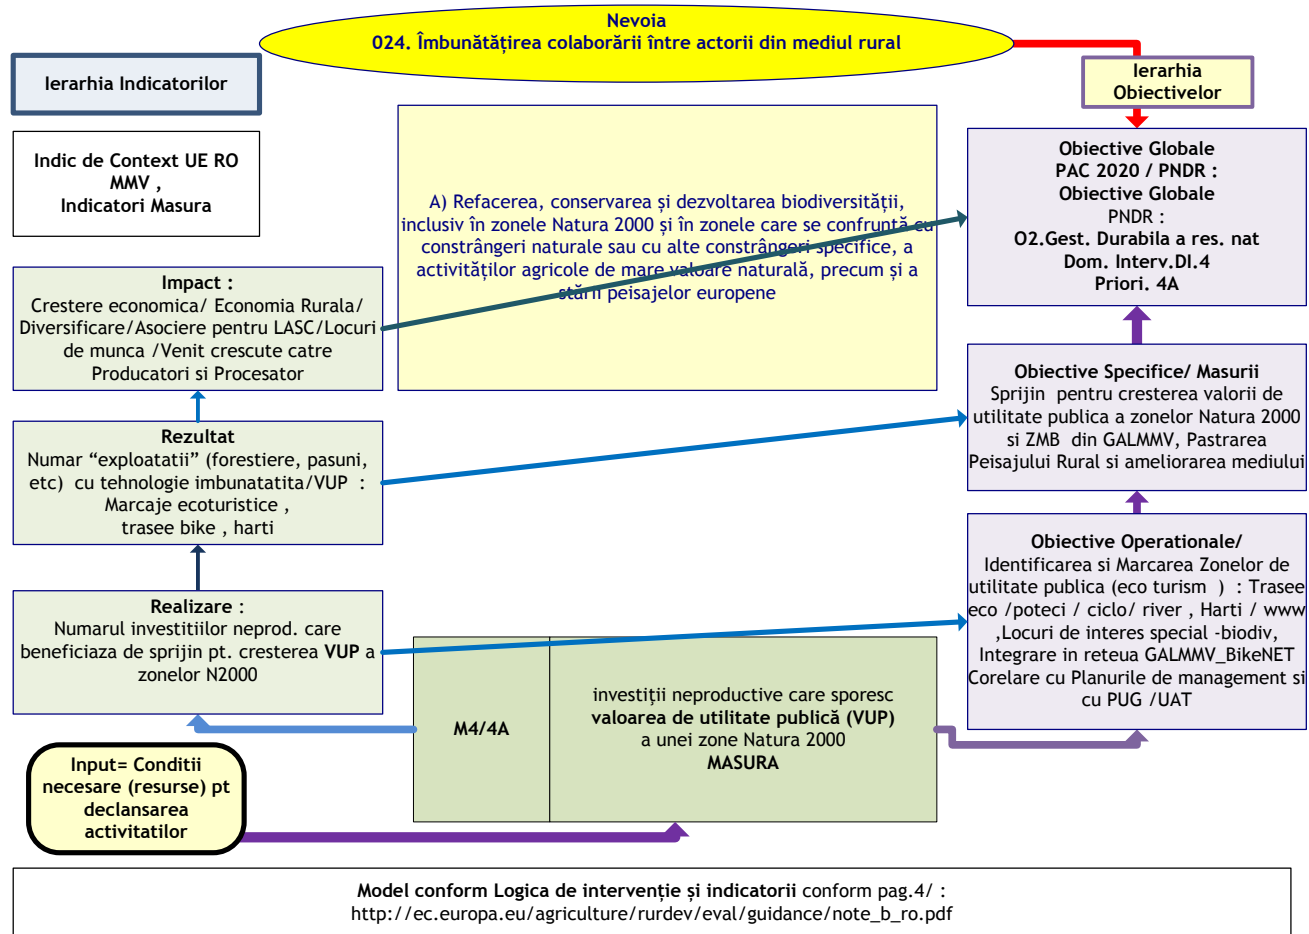 Nevoia
024. Îmbunătățirea colaborării între actorii din mediul rural
Ierarhia Indicatorilor
Ierarhia
Obiectivelor
Indic de Context UE RO
MMV ,
Indicatori Masura
A) Refacerea, conservarea și dezvoltarea biodiversității,
inclusiv în zonele Natura 2000 și în zonele care se confruntă cu
constrângeri naturale sau cu alte constrângeri specifice, a
activităților agricole de mare valoare naturală, precum și a
stării peisajelor europene
Obiective Globale
PAC 2020 / PNDR :
Obiective Globale
PNDR :
O2.Gest. Durabila a res. nat
Dom. Interv.DI.4
Priori. 4A
Impact :
Crestere economica/ Economia Rurala/
Diversificare/Asociere pentru LASC/Locuri
de munca /Venit crescute catre
Producatori si Procesator
Obiective Specifice/ Masurii
Sprijin pentru cresterea valorii de
utilitate publica a zonelor Natura 2000
si ZMB din GALMMV, Pastrarea
Peisajului Rural si ameliorarea mediului
Rezultat
Numar “exploatatii” (forestiere, pasuni,
etc) cu tehnologie imbunatatita/VUP :
Marcaje ecoturistice ,
trasee bike , harti
Obiective Operationale/
Identificarea si Marcarea Zonelor de
utilitate publica (eco turism ) : Trasee
eco /poteci / ciclo/ river , Harti / www
,Locuri de interes special -biodiv,
Integrare in reteua GALMMV_BikeNET
Corelare cu Planurile de management si
cu PUG /UAT
Realizare :
Numarul investitiilor neprod. care
beneficiaza de sprijin pt. cresterea VUP a
zonelor N2000
M4/4A
investiții neproductive care sporesc
valoarea de utilitate publică (VUP)
a unei zone Natura 2000
MASURA
Input= Conditii
necesare (resurse) pt
declansarea
activitatilor
Model conform Logica de intervenție și indicatorii conform pag.4/ :
http://ec.europa.eu/agriculture/rurdev/eval/guidance/note_b_ro.pdf